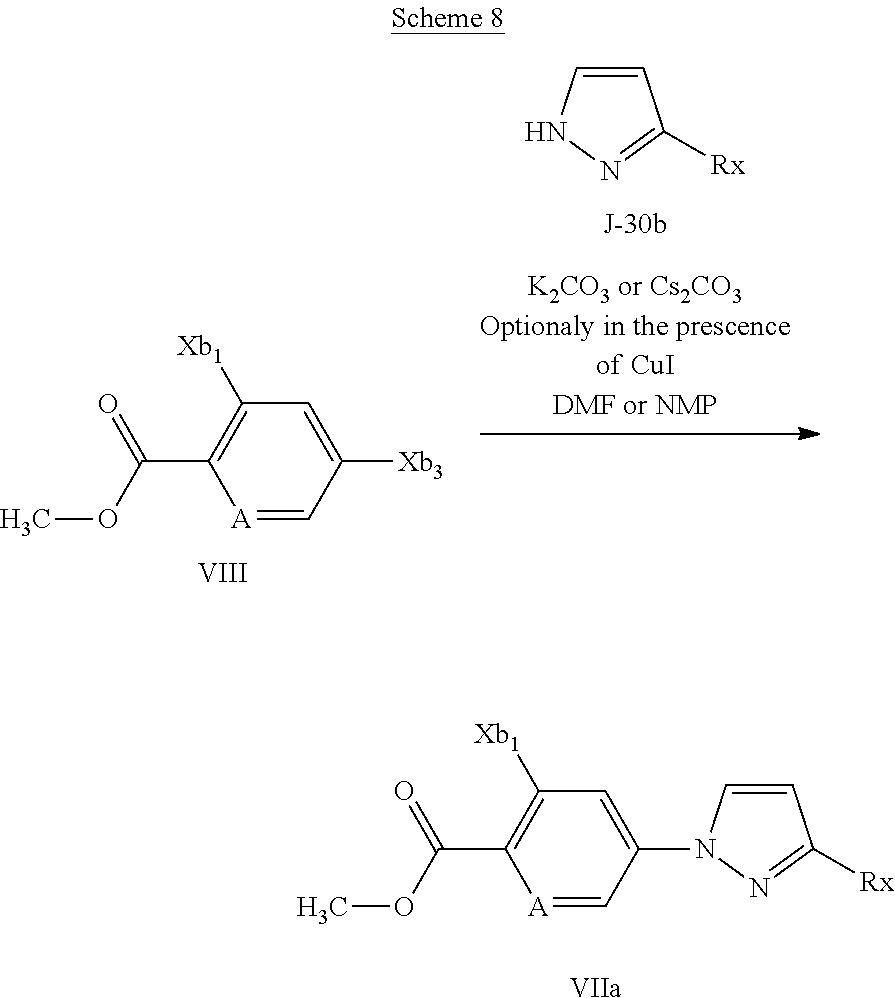 Scheme 8
HN
N
Rx
J-30b
K2CO3 or Cs2CO3
Optionaly in the prescence
of CuI
DMF or NMP
Xb1
O
Xb3
H3C
O
A
VIII
Xb1
O
N
N
Rx
H3C
O
A
VIIa